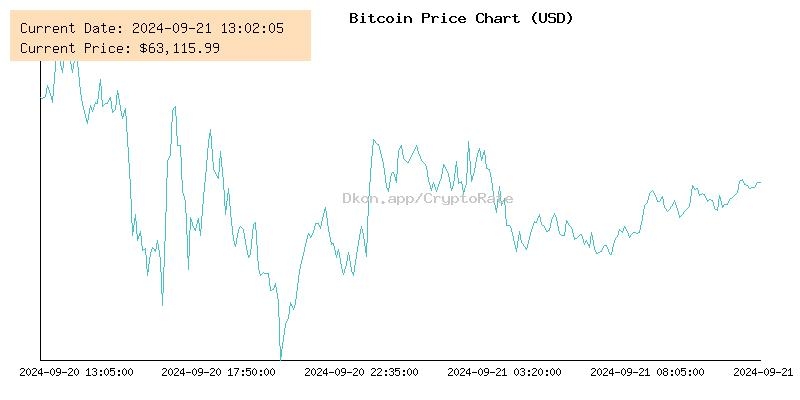 Bitcoin Price Chart (USD)
Current Date: 2024-09-21 13:02:05
Current Price: $63,115.99
Dkon.app/CryptoRate
2024-09-20 13:05:00 2024-09-20 17:50:00 2024-09-20 22:35:00 2024-09-21 03:20:00 2024-09-21 08:05:00 2024-09-21